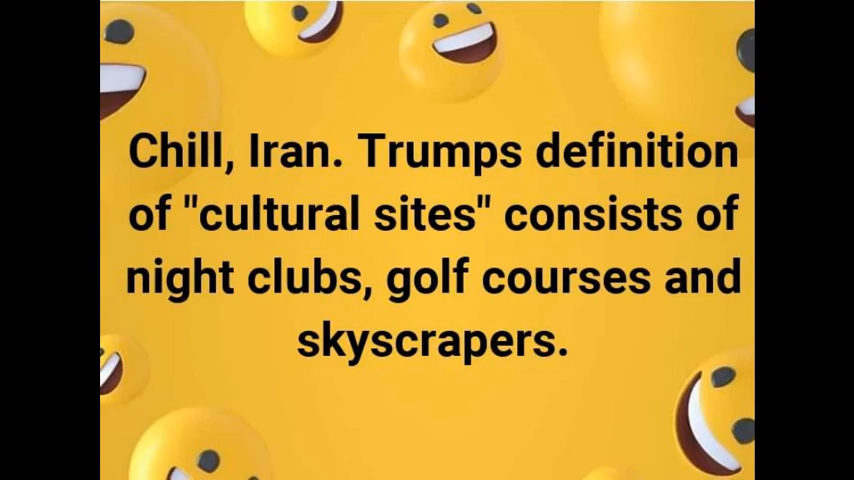 Chill, Iran. Trumps definition
of "cultural sites" consists of
night clubs, golf courses and
skyscrapers.